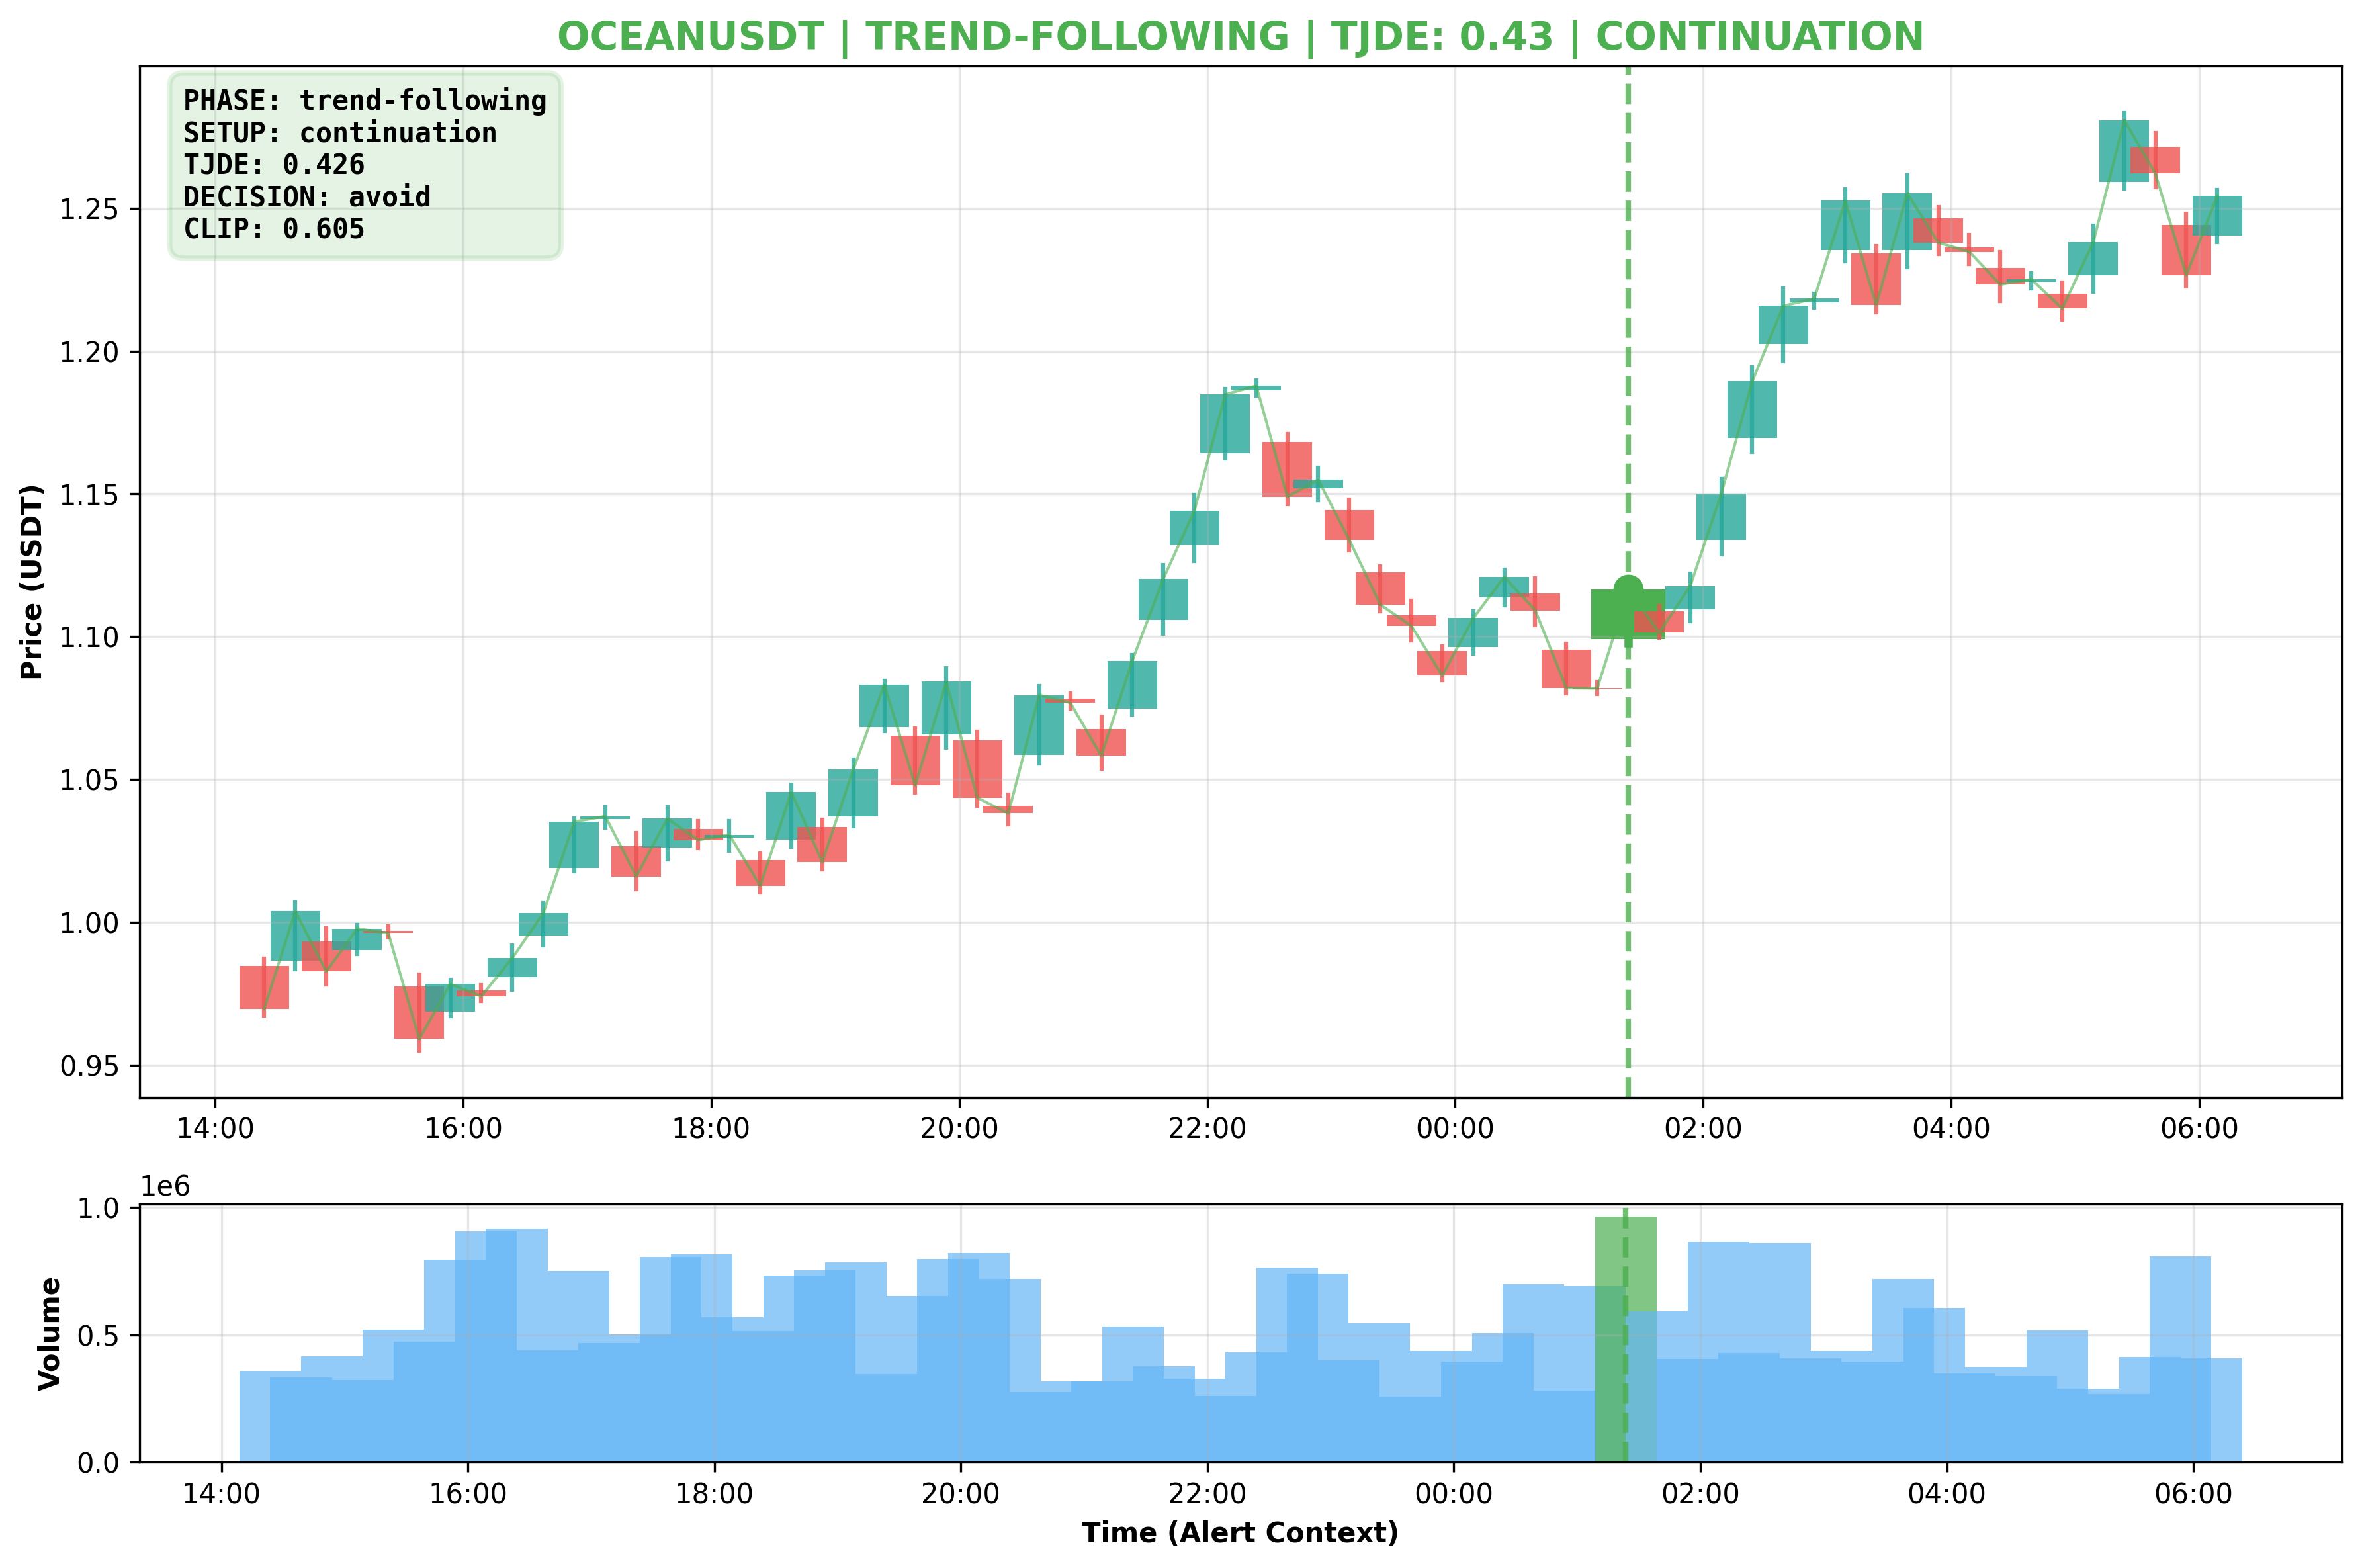 OCEANUSDT | TREND-FOLLOWING | TJDE: 0.43 | CONTINUATION
PHASE: trend-following
SETUP: continuation
TJDE: 0.426
DECISION: avoid
CLIP: 0.605
Price (USDT)
1.25
1.20
1.15
1.10
1.05
1.00
0.95
14:00 16:00 18:00 20:00 22:00 00:00 02:00 04:00 06:00
1e6
Volume
1.0
0.5
0.0
14:00 16:00 18:00 20:00 22:00 00:00 02:00 04:00 06:00
Time (Alert Context)